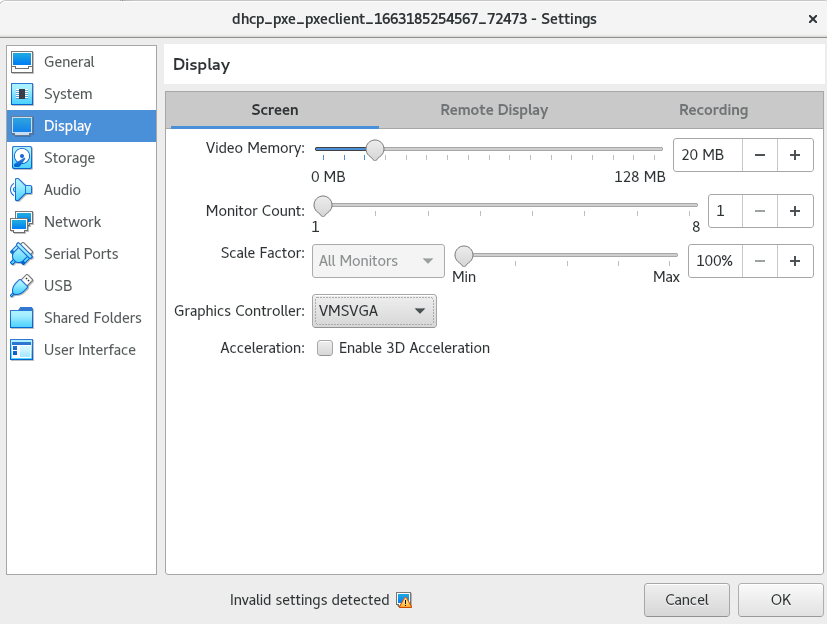 dhcp_pxe_pxeclient_1663185254567_72473 - Settings
General
System
Display
Storage
Audio
Network
Serial Ports
USB
Shared Folders
User Interface
Display
Screen Remote Display Recording
Video Memory: 20 MB
0 MB 128 MB
Monitor Count: 1
1 8
Scale Factor: All Monitors 100%
Min Max
Graphics Controller: VMSVGA
Acceleration: Enable 3D Acceleration
Invalid settings detected
Cancel OK